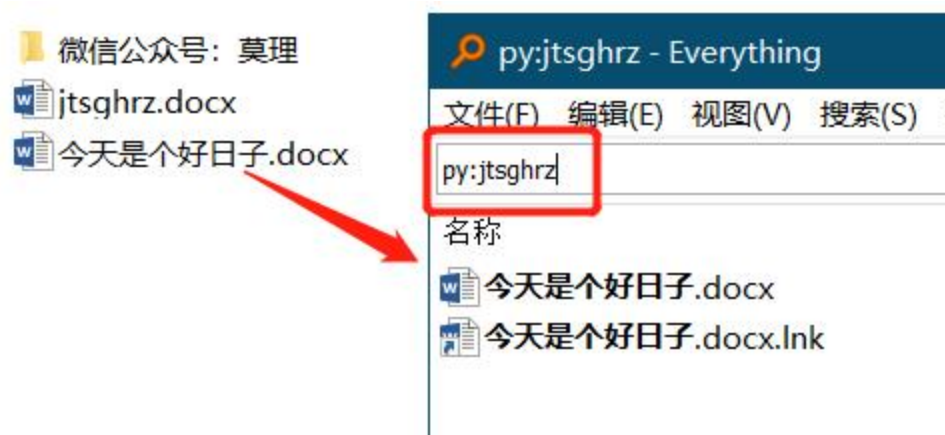 微信公众号：莫理
jtsghrz.docx
今天是个好日子.docx
py:jtsghrz - Everything
文件(F) 编辑(E) 视图(V) 搜索(S)
py:jtsghrz
名称
今天是个好日子.docx
今天是个好日子.docx.lnk